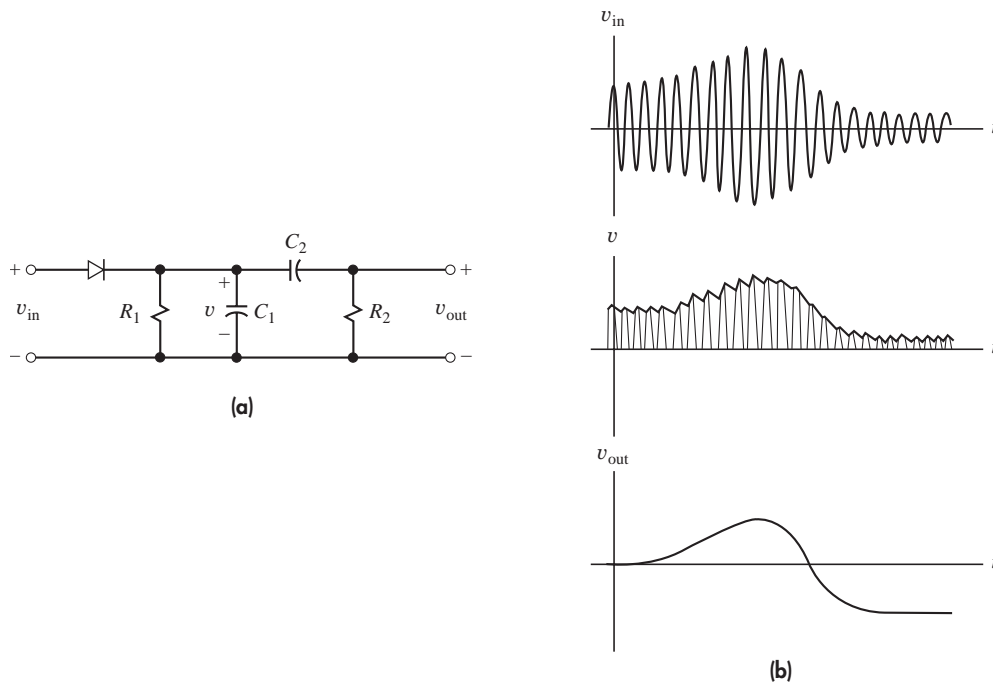 +
v_in
−
R_1
+
v
−
C_1
C_2
R_2
+
v_out
−
(a)
v_in
v
v_out
(b)